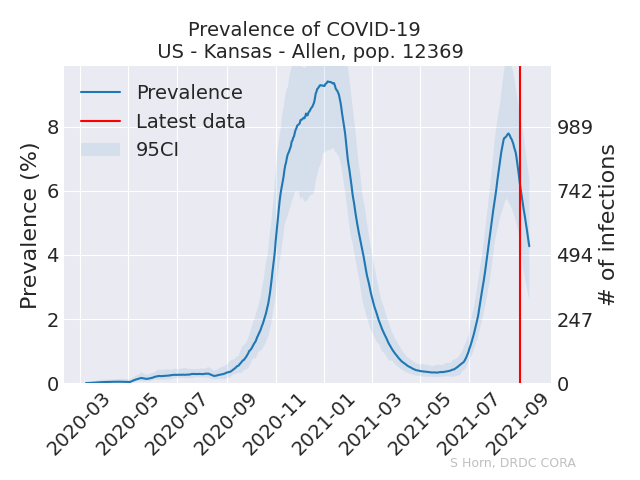 Prevalence of COVID-19
US - Kansas - Allen, pop. 12369
Prevalence
Latest data
95CI
Prevalence (%)
8
6
4
2
0
989
742
494
247
0
# of infections
2020-03
2020-05
2020-07
2020-09
2020-11
2021-01
2021-03
2021-05
2021-07
2021-09
S Horn, DRDC CORA